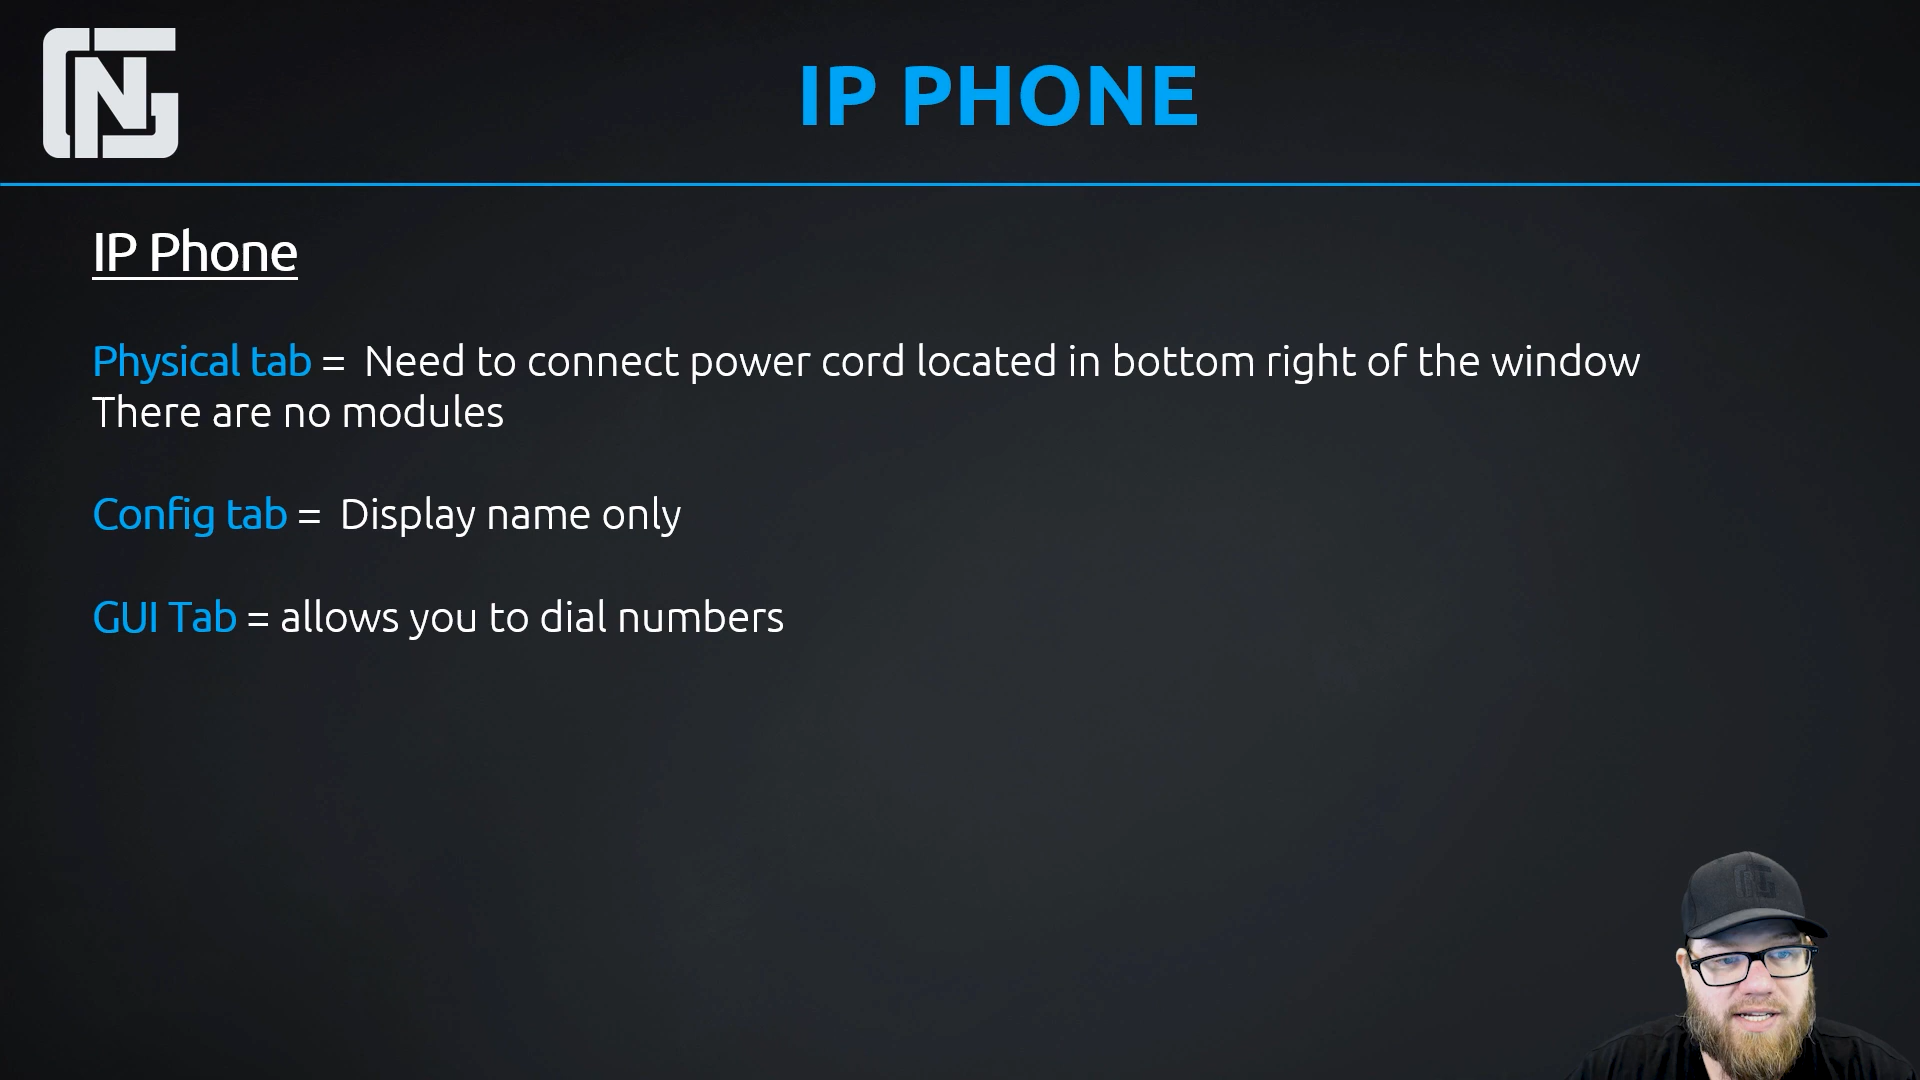 IP PHONE
IP Phone
Physical tab = Need to connect power cord located in bottom right of the window
There are no modules
Config tab = Display name only
GUI Tab = allows you to dial numbers